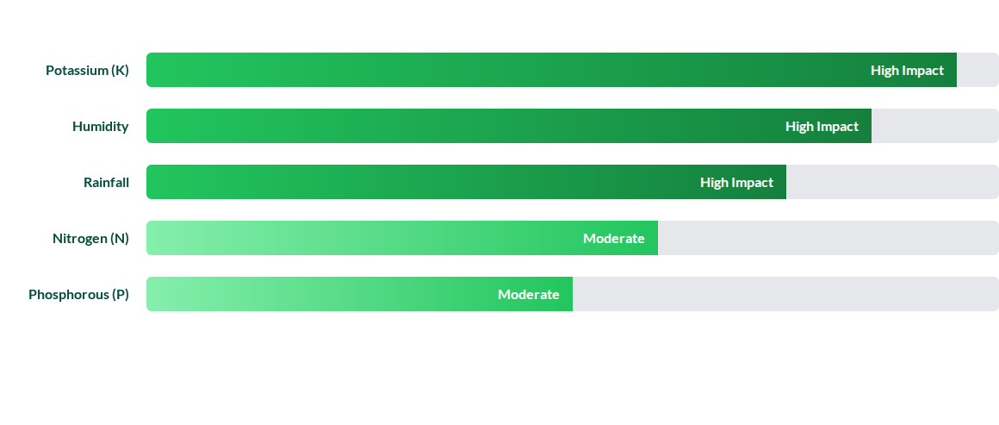 Potassium (K) High Impact
Humidity High Impact
Rainfall High Impact
Nitrogen (N) Moderate
Phosphorous (P) Moderate